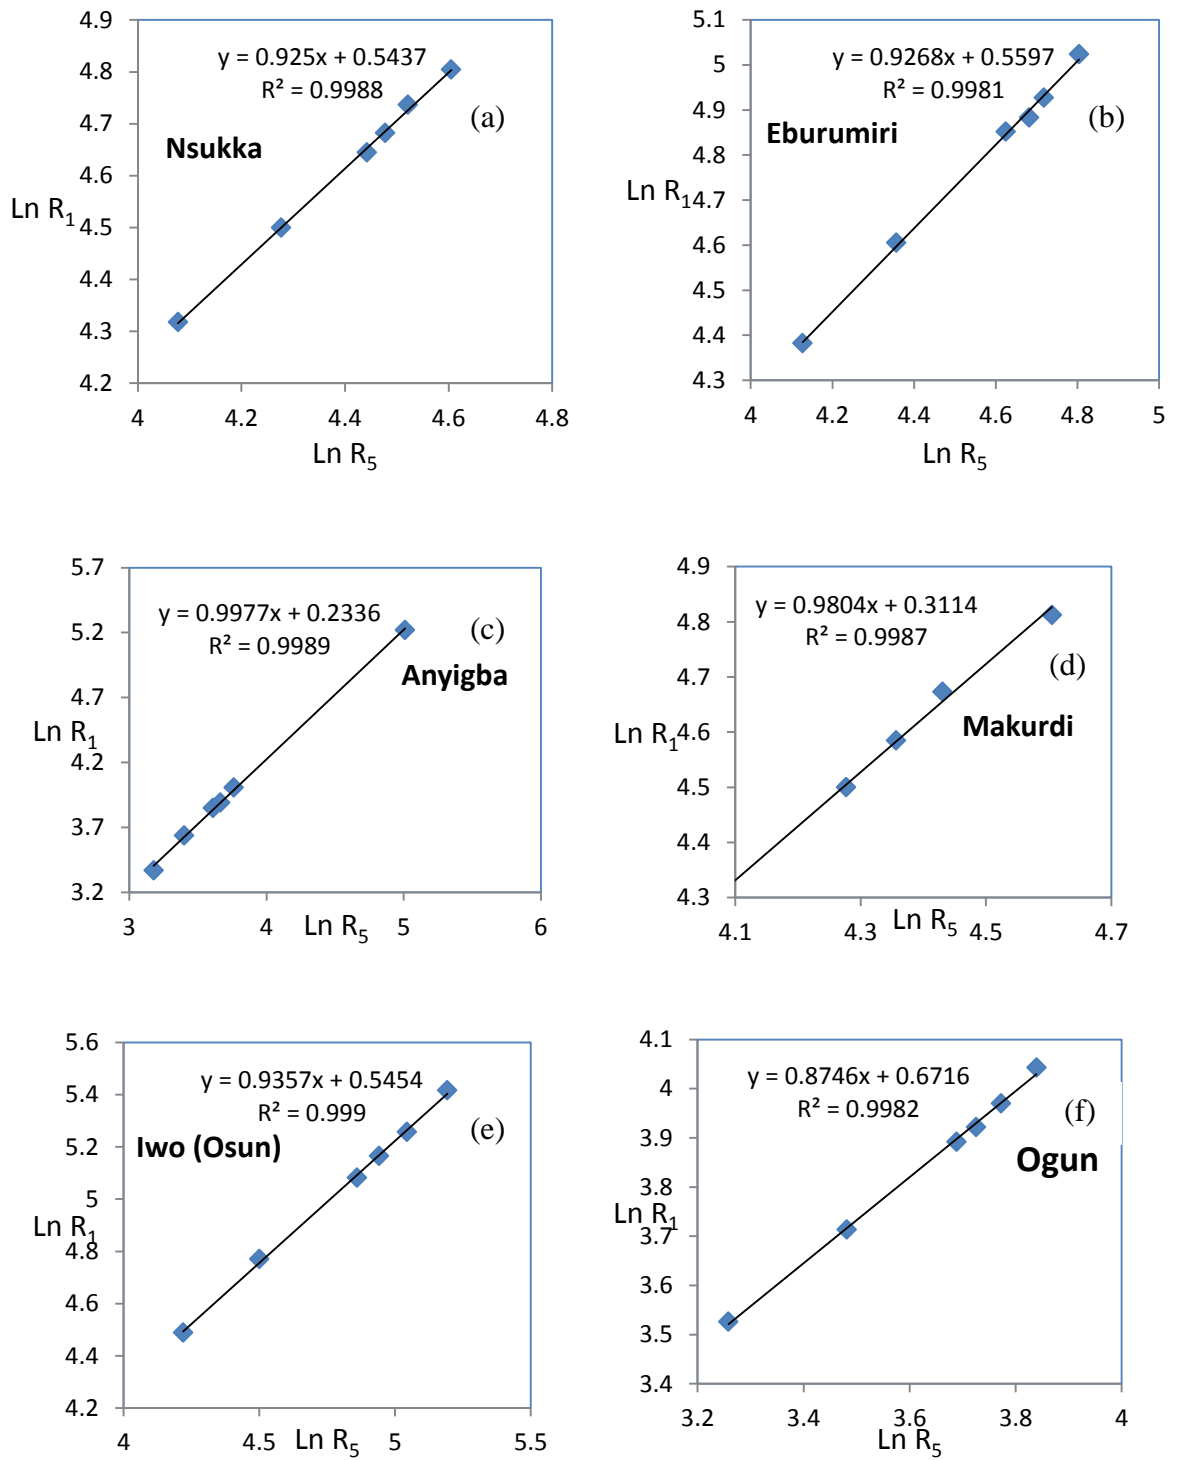 4.9
4.8
4.7
4.6
4.5
4.4
4.3
4.2
y = 0.925x + 0.5437
R² = 0.9988
(a)
Nsukka
Ln R₁
4
4.2
4.4
4.6
4.8
Ln R₅
5.1
5
4.9
4.8
4.7
4.6
4.5
4.4
4.3
y = 0.9268x + 0.5597
R² = 0.9981
(b)
Eburumiri
Ln R₁
4
4.2
4.4
4.6
4.8
5
Ln R₅
5.7
5.2
4.7
4.2
3.7
3.2
y = 0.9977x + 0.2336
R² = 0.9989
(c)
Anyigba
Ln R₁
3
4
5
6
Ln R₅
4.9
4.8
4.7
4.6
4.5
4.4
4.3
y = 0.9804x + 0.3114
R² = 0.9987
(d)
Makurdi
Ln R₁
4.1
4.3
4.5
4.7
Ln R₅
5.6
5.4
5.2
5
4.8
4.6
4.4
4.2
y = 0.9357x + 0.5454
R² = 0.999
(e)
Iwo (Osun)
Ln R₁
4
4.5
5
5.5
Ln R₅
4.1
4
3.9
3.8
3.7
3.6
3.5
3.4
y = 0.8746x + 0.6716
R² = 0.9982
(f)
Ogun
Ln R₁
3.2
3.4
3.6
3.8
4
Ln R₅